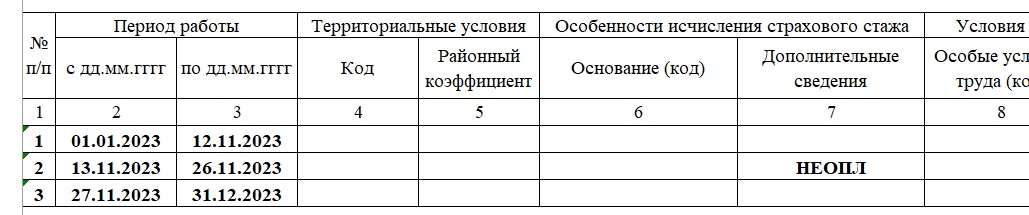 № п/п Период работы Территориальные условия Особенности исчисления страхового стажа Условия
с дд.мм.гггг по дд.мм.гггг Код Районный коэффициент Основание (код) Дополнительные сведения Особые усл труда (ко
1 2 3 4 5 6 7 8
1 01.01.2023 12.11.2023
2 13.11.2023 26.11.2023 НЕОПЛ
3 27.11.2023 31.12.2023